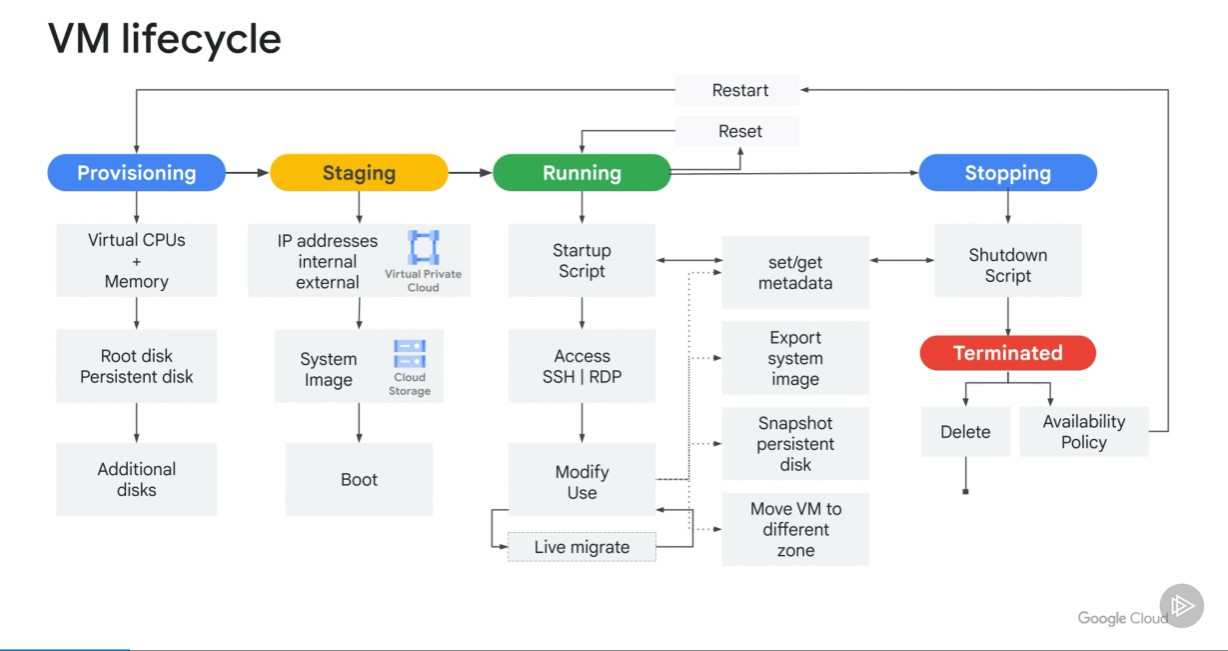 VM lifecycle
Restart
Reset
Provisioning
Staging
Running
Stopping
Virtual CPUs
+
Memory
IP addresses
internal
external
Virtual Private
Cloud
Startup
Script
set/get
metadata
Shutdown
Script
Root disk
Persistent disk
System
Image
Cloud
Storage
Access
SSH | RDP
Export
system
image
Terminated
Additional
disks
Boot
Modify
Use
Snapshot
persistent
disk
Delete
Availability
Policy
Live migrate
Move VM to
different
zone
Google Cloud